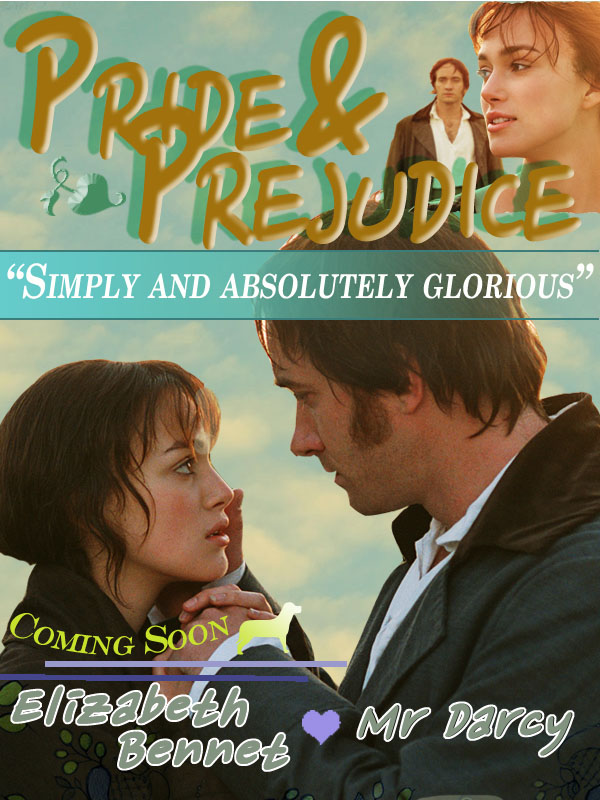 Pride &
Prejudice
“Simply and absolutely glorious”
Coming Soon
Elizabeth
Bennet
Mr Darcy